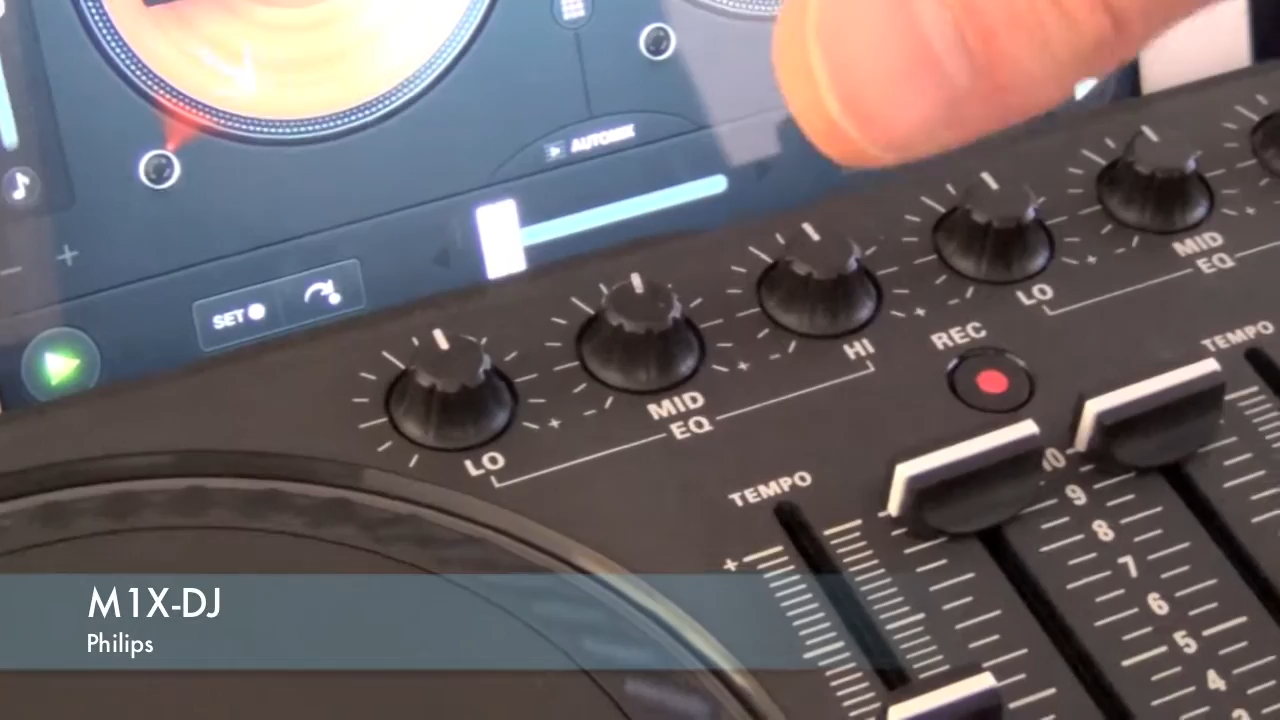 AUTOMIX
SET
LO
MID
EQ
HI
REC
LO
MID
EQ
TEMPO
TEMPO
10
9
8
7
6
5
4
M1X-DJ
Philips